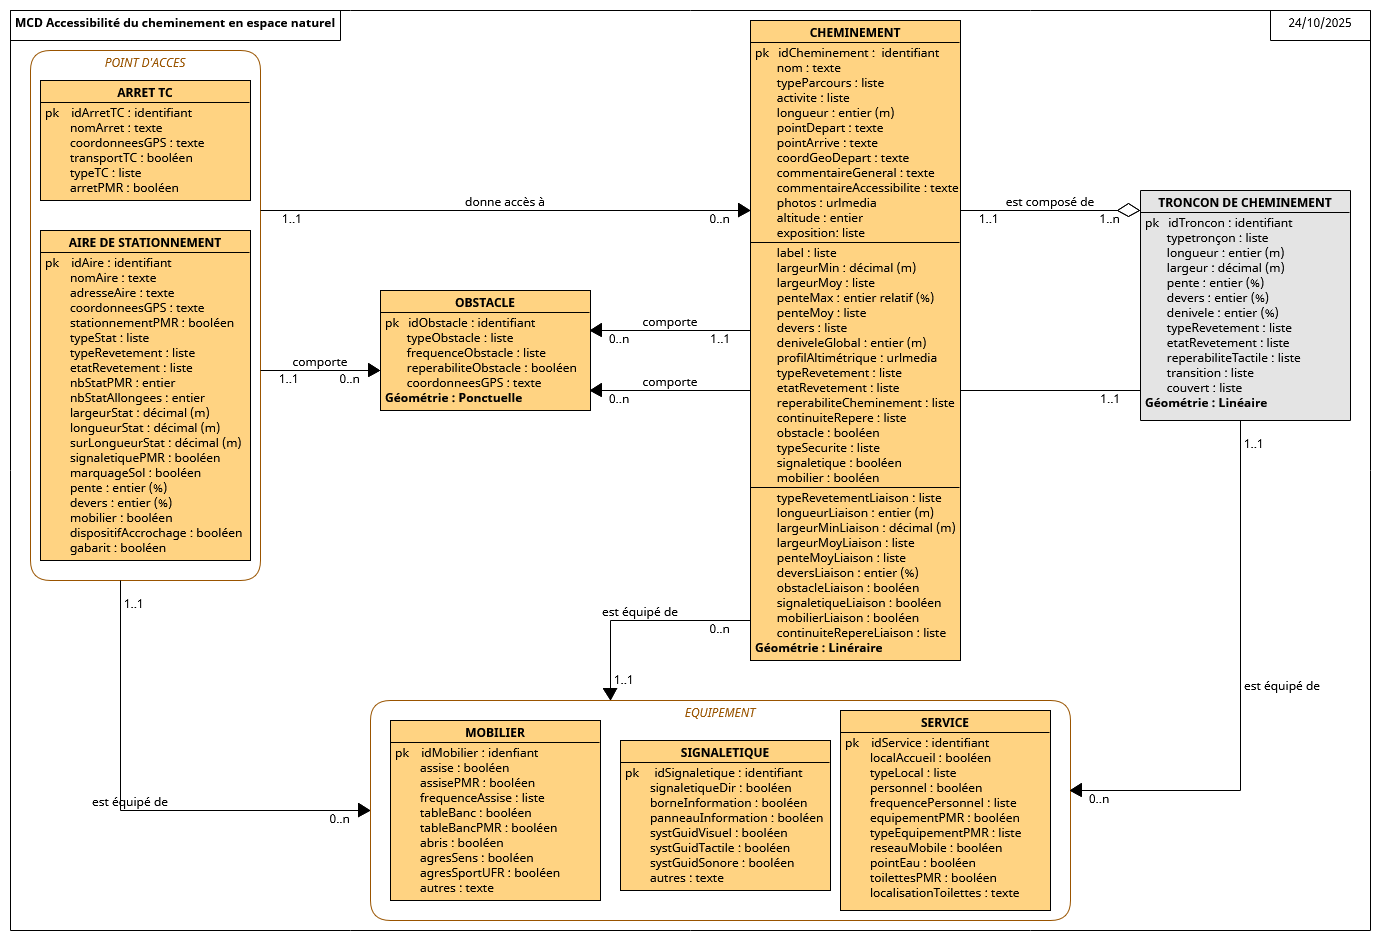 MCD Accessibilité du cheminement en espace naturel
24/10/2025
POINT D'ACCES
ARRET TC
pk idArretTC : identifiant
nomArret : texte
coordonneesGPS : texte
transportTC : booléen
typeTC : liste
arretPMR : booléen
AIRE DE STATIONNEMENT
pk idAire : identifiant
nomAire : texte
adresseAire : texte
coordonneesGPS : texte
stationnementPMR : booléen
typeStat : liste
typeRevetement : liste
etatRevetement : liste
nbStatPMR : entier
nbStatAllongees : entier
largeurStat : décimal (m)
longueurStat : décimal (m)
surLongueurStat : décimal (m)
signaletiquePMR : booléen
marquageSol : booléen
pente : entier (%)
devers : entier (%)
mobilier : booléen
dispositifAccrochage : booléen
gabarit : booléen
donne accès à
1..1
0..n
comporte
1..1
0..n
OBSTACLE
pk idObstacle : identifiant
typeObstacle : liste
frequenceObstacle : liste
reperabiliteObstacle : booléen
coordonneesGPS : texte
Géométrie : Ponctuelle
comporte
0..n
1..1
comporte
0..n
1..1
CHEMINEMENT
pk idCheminement : identifiant
nom : texte
typeParcours : liste
activite : liste
longueur : entier (m)
pointDepart : texte
pointArrive : texte
coordGeoDepart : texte
commentaireGeneral : texte
commentaireAccessibilite : texte
photos : urlmedia
altitude : entier
exposition: liste
label : liste
largeurMin : décimal (m)
largeurMoy : liste
penteMax : entier relatif (%)
penteMoy : liste
devers : liste
deniveleGlobal : entier (m)
profilAltimétrique : urlmedia
typeRevetement : liste
etatRevetement : liste
reperabiliteCheminement : liste
continuiteRepere : liste
obstacle : booléen
typeSecurite : liste
signaletique : booléen
mobilier : booléen
typeRevetementLiaison : liste
longueurLiaison : entier (m)
largeurMinLiaison : décimal (m)
largeurMoyLiaison : liste
penteMoyLiaison : liste
deversLiaison : entier (%)
obstacleLiaison : booléen
signaletiqueLiaison : booléen
mobilierLiaison : booléen
continuiteRepereLiaison : liste
Géométrie : Linéraire
est composé de
1..1
1..n
TRONCON DE CHEMINEMENT
pk idTroncon : identifiant
typetronçon : liste
longueur : entier (m)
largeur : décimal (m)
pente : entier (%)
devers : entier (%)
denivele : entier (%)
typeRevetement : liste
etatRevetement : liste
reperabiliteTactile : liste
transition : liste
couvert : liste
Géométrie : Linéaire
1..1
est équipé de
0..n
est équipé de
0..n
1..1
1..1
est équipé de
0..n
EQUIPEMENT
MOBILIER
pk idMobilier : idenfiant
assise : booléen
assisePMR : booléen
frequenceAssise : liste
tableBanc : booléen
tableBancPMR : booléen
abris : booléen
agresSens : booléen
agresSportUFR : booléen
autres : texte
SIGNALETIQUE
pk idSignaletique : identifiant
signaletiqueDir : booléen
borneInformation : booléen
panneauInformation : booléen
systGuidVisuel : booléen
systGuidTactile : booléen
systGuidSonore : booléen
autres : texte
SERVICE
pk idService : identifiant
localAccueil : booléen
typeLocal : liste
personnel : booléen
frequencePersonnel : liste
equipementPMR : booléen
typeEquipementPMR : liste
reseauMobile : booléen
pointEau : booléen
toilettesPMR : booléen
localisationToilettes : texte